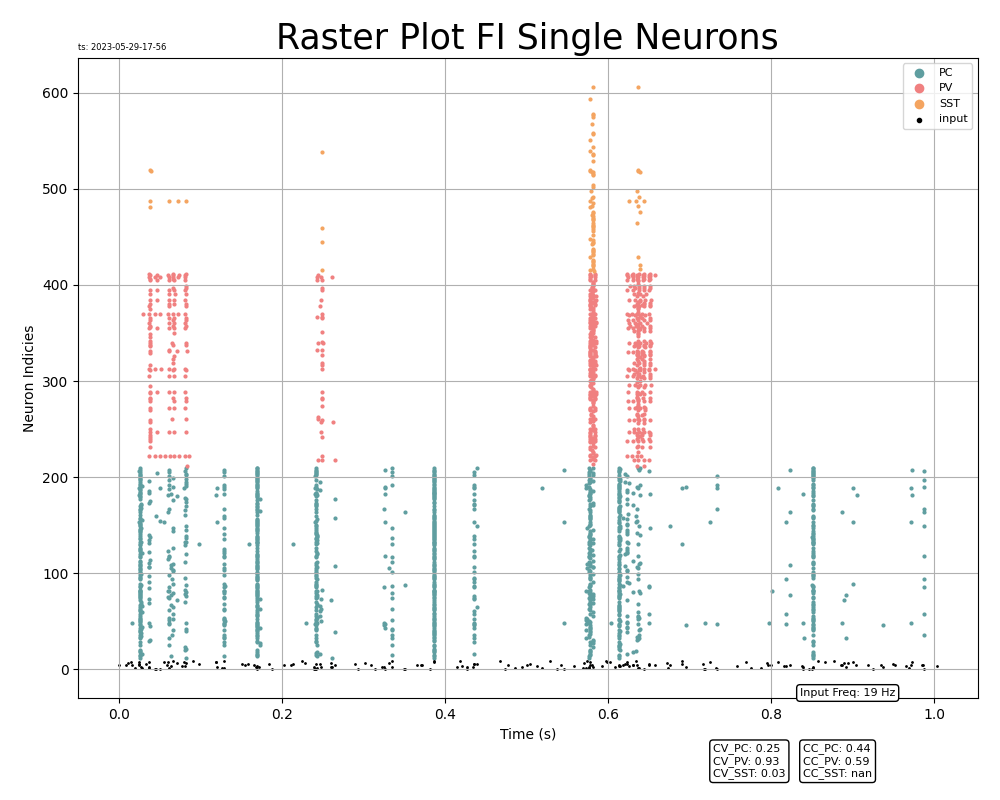 Raster Plot FI Single Neurons
ts: 2023-05-29-17-56
PC
PV
SST
input
600
500
400
300
200
100
0
Neuron Indicies
0.0 0.2 0.4 0.6 0.8 1.0
Time (s)
Input Freq: 19 Hz
CV_PC: 0.25
CV_PV: 0.93
CV_SST: 0.03
CC_PC: 0.44
CC_PV: 0.59
CC_SST: nan